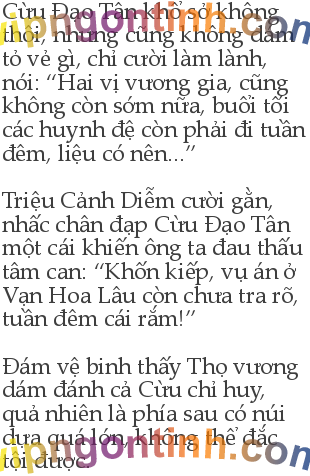 Cừu Đạo Tân khổ sở không
thôi, nhưng cũng không dám
tỏ vẻ gì, chỉ cười làm lành,
nói: “Hai vị vương gia, cũng
không còn sớm nữa, buổi tối
các huynh đệ còn phải đi tuần
đêm, liệu có nên...”

Triệu Cảnh Diễm cười gằn,
nhấc chân đạp Cừu Đạo Tân
một cái khiến ông ta đau thấu
tâm can: “Khốn kiếp, vụ án ở
Vạn Hoa Lâu còn chưa tra rõ,
tuần đêm cái rắm!”

Đám vệ binh thấy Thọ vương
dám đánh cả Cừu chỉ huy,
quả nhiên là phía sau có núi
dựa quá lớn, không thể đắc
tội được.